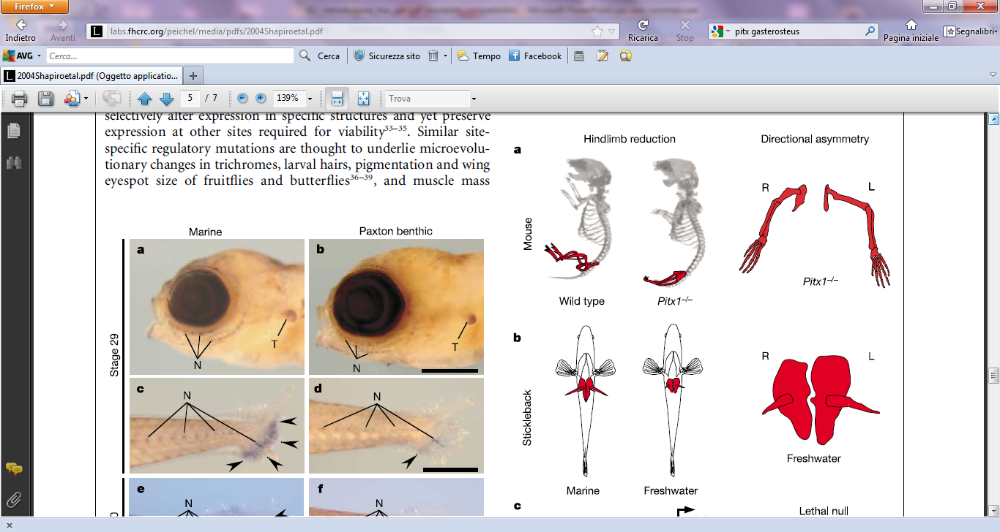 Firefox
Indietro
Avanti
labs.fhcrc.org/peichel/media/pdfs/2004Shapiroetal.pdf
Ricarica
Stop
pitx gasterosteus
Pagina iniziale
Segnalibri
AVG
Cerca...
Cerca
Sicurezza sito
Tempo
Facebook
2004Shapiroetal.pdf (Oggetto applicatio...
5 / 7
139%
Trova
selectively alter expression in specific structures and yet preserve
expression at other sites required for viability33–35. Similar site-
specific regulatory mutations are thought to underlie microevolu-
tionary changes in trichromes, larval hairs, pigmentation and wing
eyespot size of fruitflies and butterflies36–39, and muscle mass
Marine
Paxton benthic
Stage 29
a
N
T
b
N
T
c
N
d
N
e
N
f
N
Hindlimb reduction
Directional asymmetry
a
Mouse
Wild type
Pitx1–/–
R
L
Pitx1–/–
b
Stickleback
Marine
Freshwater
R
L
Freshwater
c
Lethal null